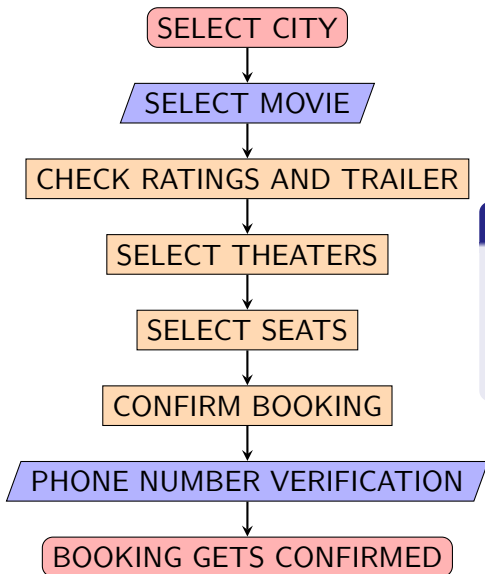 SELECT CITY
SELECT MOVIE
CHECK RATINGS AND TRAILER
SELECT THEATERS
SELECT SEATS
CONFIRM BOOKING
PHONE NUMBER VERIFICATION
BOOKING GETS CONFIRMED